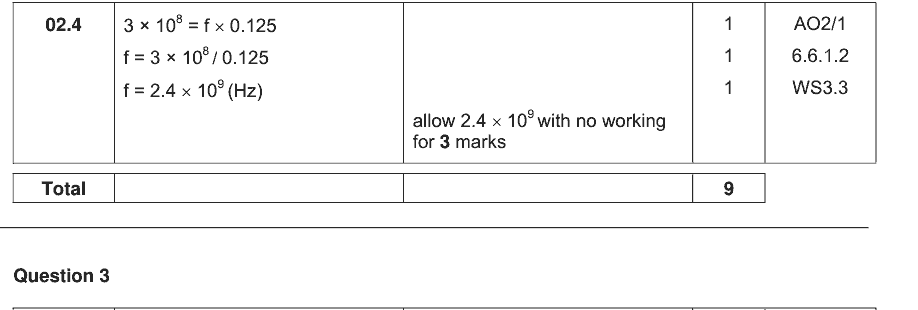 02.4 3 × 10⁸ = f × 0.125 1 AO2/1
f = 3 × 10⁸ / 0.125 1 6.6.1.2
f = 2.4 × 10⁹ (Hz) 1 WS3.3
allow 2.4 × 10⁹ with no working
for 3 marks
Total 9
Question 3